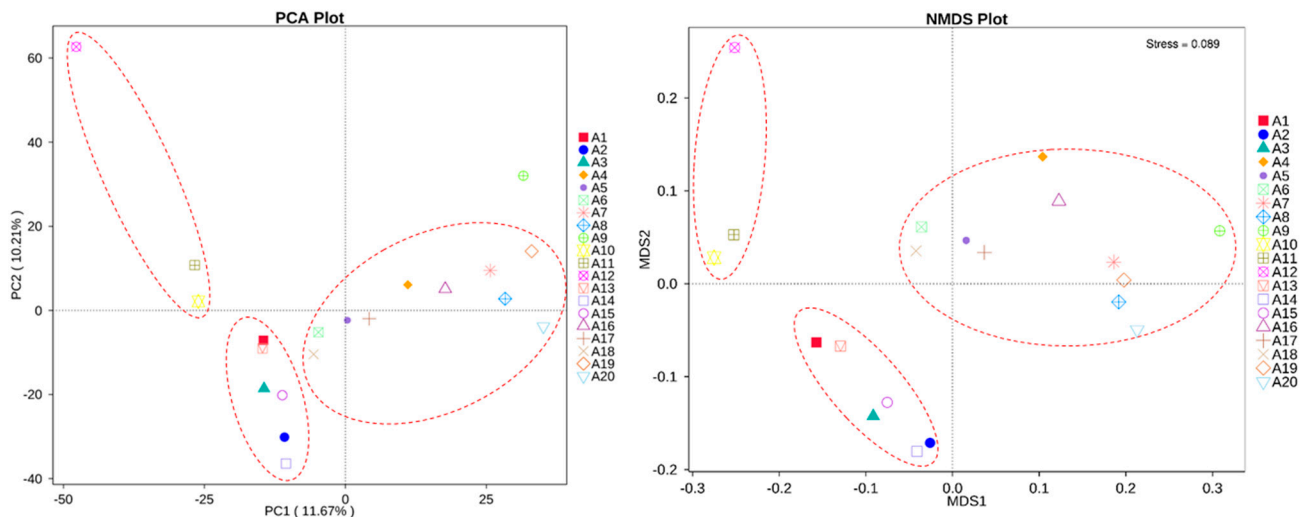 PCA Plot
60
40
20
0
-20
-40
-50
-25
0
25
PC2 ( 10.21%)
PC1 ( 11.67%)
A1
A2
A3
A4
A5
A6
A7
A8
A9
A10
A11
A12
A13
A14
A15
A16
A17
A18
A19
A20
NMDS Plot
Stress = 0.089
0.2
0.1
0.0
-0.1
-0.2
-0.3
-0.2
-0.1
0.0
0.1
0.2
0.3
MDS2
MDS1
A1
A2
A3
A4
A5
A6
A7
A8
A9
A10
A11
A12
A13
A14
A15
A16
A17
A18
A19
A20